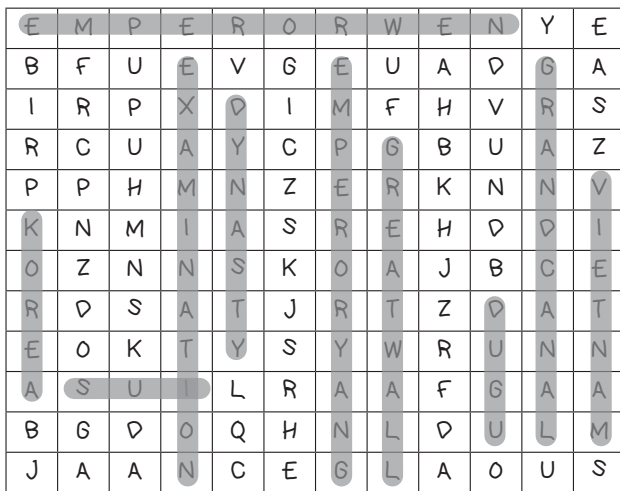 E M P E R O R W E N Y E
B F U E V G E U A D G A
I R P X D I M F H V R S
R C U A Y C P G B U A Z
P P H M N Z E R K N N V
K N M I A S R E H D D I
O Z N N S K O A J B C E
R D S A T J R T Z D A T
E O K T Y S Y W R U N N
A S U I L R A A F G A A
B G D O Q H N L D U L M
J A A N C E G L A O U S